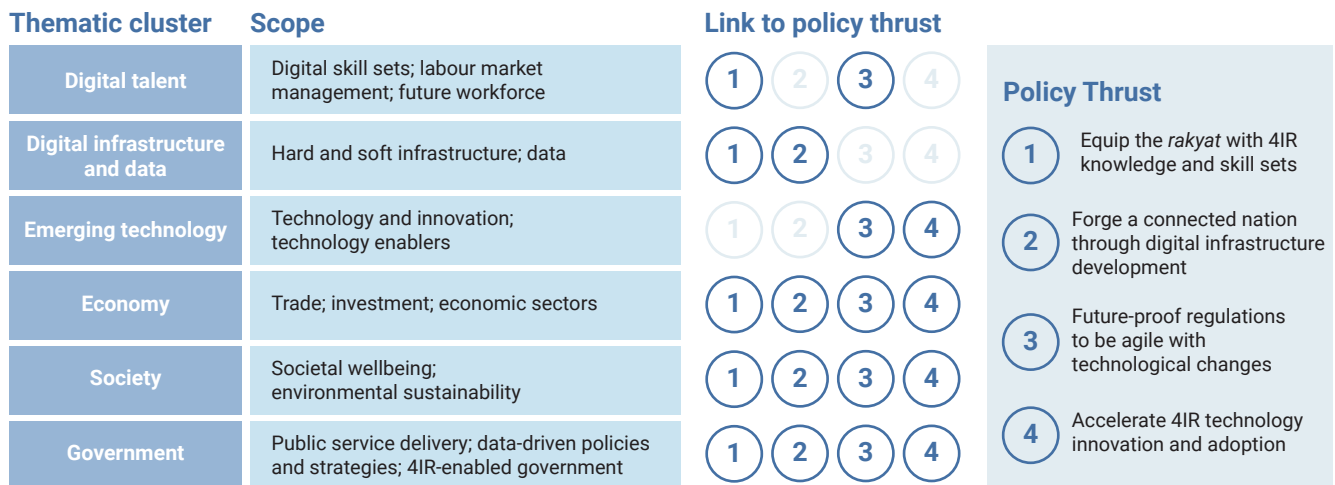 Thematic cluster
Scope
Link to policy thrust
Digital talent
Digital skill sets; labour market
management; future workforce
1 2 3 4
Digital infrastructure
and data
Hard and soft infrastructure; data
1 2 3 4
Emerging technology
Technology and innovation;
technology enablers
1 2 3 4
Economy
Trade; investment; economic sectors
1 2 3 4
Society
Societal wellbeing;
environmental sustainability
1 2 3 4
Government
Public service delivery; data-driven policies
and strategies; 4IR-enabled government
1 2 3 4
Policy Thrust
1
Equip the rakyat with 4IR
knowledge and skill sets
2
Forge a connected nation
through digital infrastructure
development
3
Future-proof regulations
to be agile with
technological changes
4
Accelerate 4IR technology
innovation and adoption